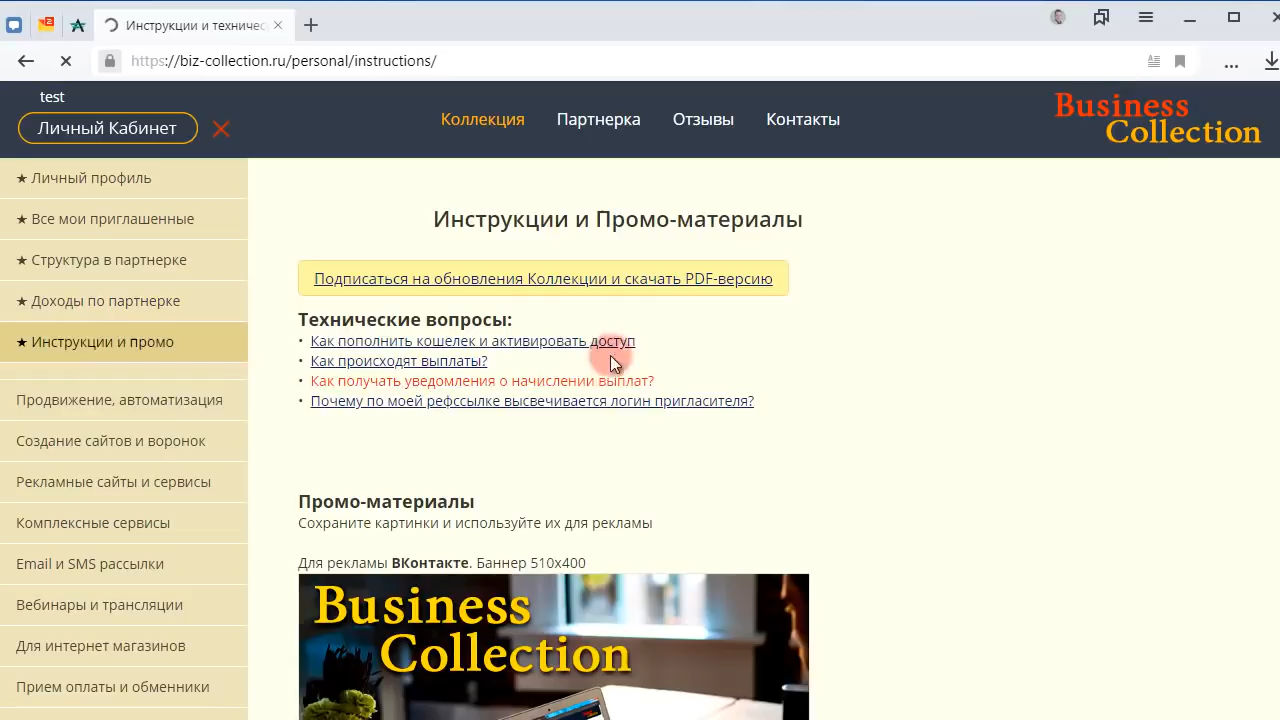 Инструкции и техничес
https://biz-collection.ru/personal/instructions/
test
Личный Кабинет
Коллекция
Партнерка
Отзывы
Контакты
Business
Collection
★ Личный профиль
★ Все мои приглашенные
★ Структура в партнерке
★ Доходы по партнерке
★ Инструкции и промо
Продвижение, автоматизация
Создание сайтов и воронок
Рекламные сайты и сервисы
Комплексные сервисы
Email и SMS рассылки
Вебинары и трансляции
Для интернет магазинов
Прием оплаты и обменники
Инструкции и Промо-материалы
Подписаться на обновления Коллекции и скачать PDF-версию
Технические вопросы:
• Как пополнить кошелек и активировать доступ
• Как происходят выплаты?
• Как получать уведомления о начислении выплат?
• Почему по моей рефссылке высвечивается логин пригласителя?
Промо-материалы
Сохраните картинки и используйте их для рекламы
Для рекламы ВКонтакте. Баннер 510х400
Business
Collection